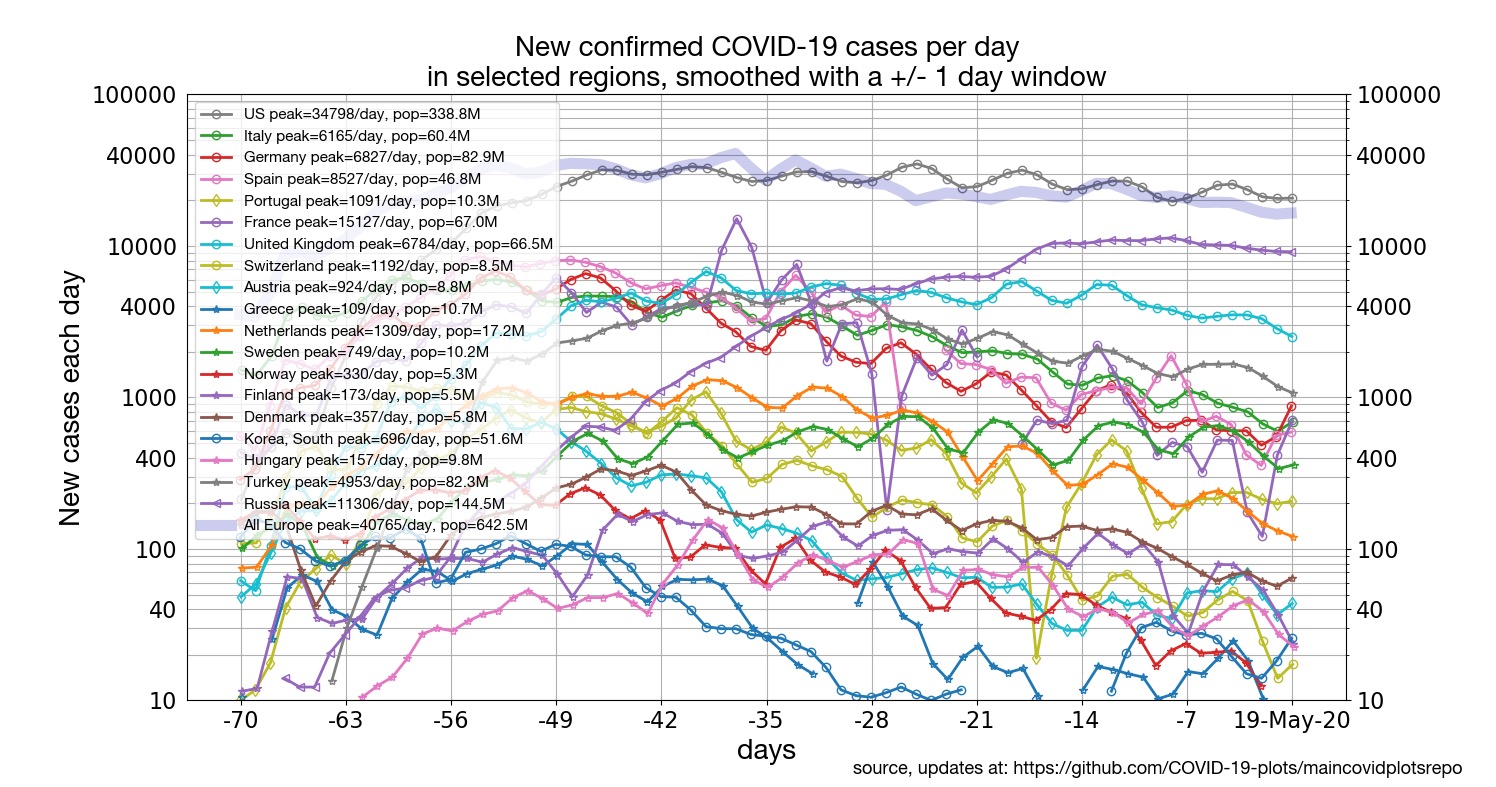 New confirmed COVID-19 cases per day
in selected regions, smoothed with a +/- 1 day window
100000
40000
10000
4000
1000
400
100
40
10
New cases each day
US peak=34798/day, pop=338.8M
Italy peak=6165/day, pop=60.4M
Germany peak=6827/day, pop=82.9M
Spain peak=8527/day, pop=46.8M
Portugal peak=1091/day, pop=10.3M
France peak=15127/day, pop=67.0M
United Kingdom peak=6784/day, pop=66.5M
Switzerland peak=1192/day, pop=8.5M
Austria peak=924/day, pop=8.8M
Greece peak=109/day, pop=10.7M
Netherlands peak=1309/day, pop=17.2M
Sweden peak=749/day, pop=10.2M
Norway peak=330/day, pop=5.3M
Finland peak=173/day, pop=5.5M
Denmark peak=357/day, pop=5.8M
Korea, South peak=696/day, pop=51.6M
Hungary peak=157/day, pop=9.8M
Turkey peak=4953/day, pop=82.3M
Russia peak=11306/day, pop=144.5M
All Europe peak=40765/day, pop=642.5M
100000
40000
10000
4000
1000
400
100
40
10
-70 -63 -56 -49 -42 -35 -28 -21 -14 -7 19-May-20
days
source, updates at: https://github.com/COVID-19-plots/maincovidplotsrepo